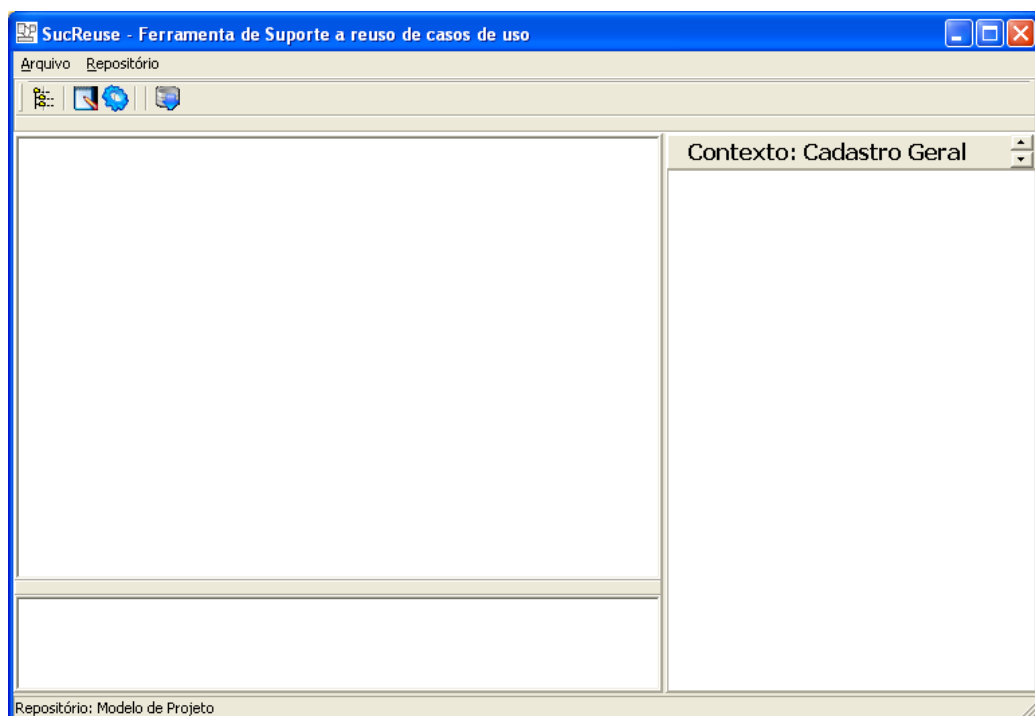 SucReuse - Ferramenta de Suporte a reuso de casos de uso
Arquivo Repositório
Contexto: Cadastro Geral
Repositório: Modelo de Projeto